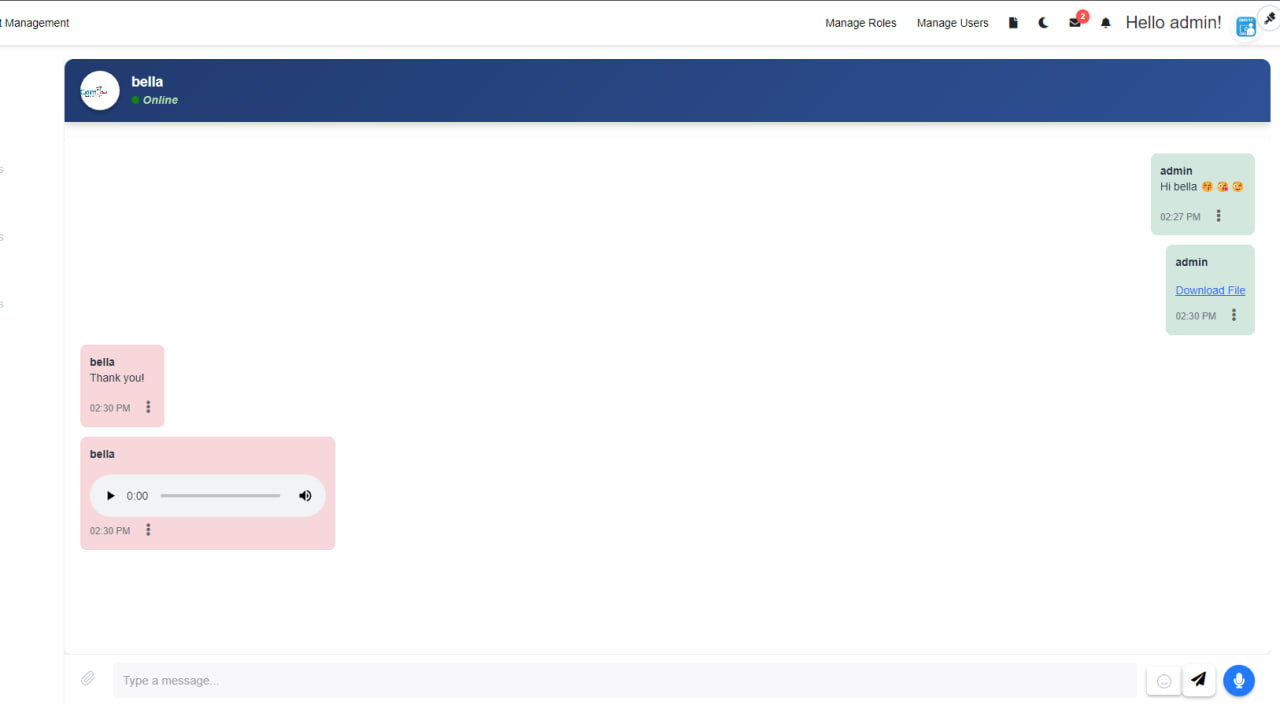 t Management
Manage Roles
Manage Users
2
Hello admin!
bella
Online
s
s
s
admin
Hi bella 😚 😘 😉
02:27 PM
admin
Download File
02:30 PM
bella
Thank you!
02:30 PM
bella
0:00
02:30 PM
Type a message...